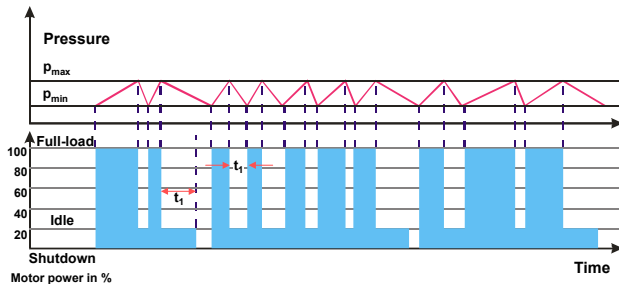 Pressure
pmax
pmin
Full-load
100
80
60
40
Idle
20
t1
t1
Shutdown
Motor power in %
Time